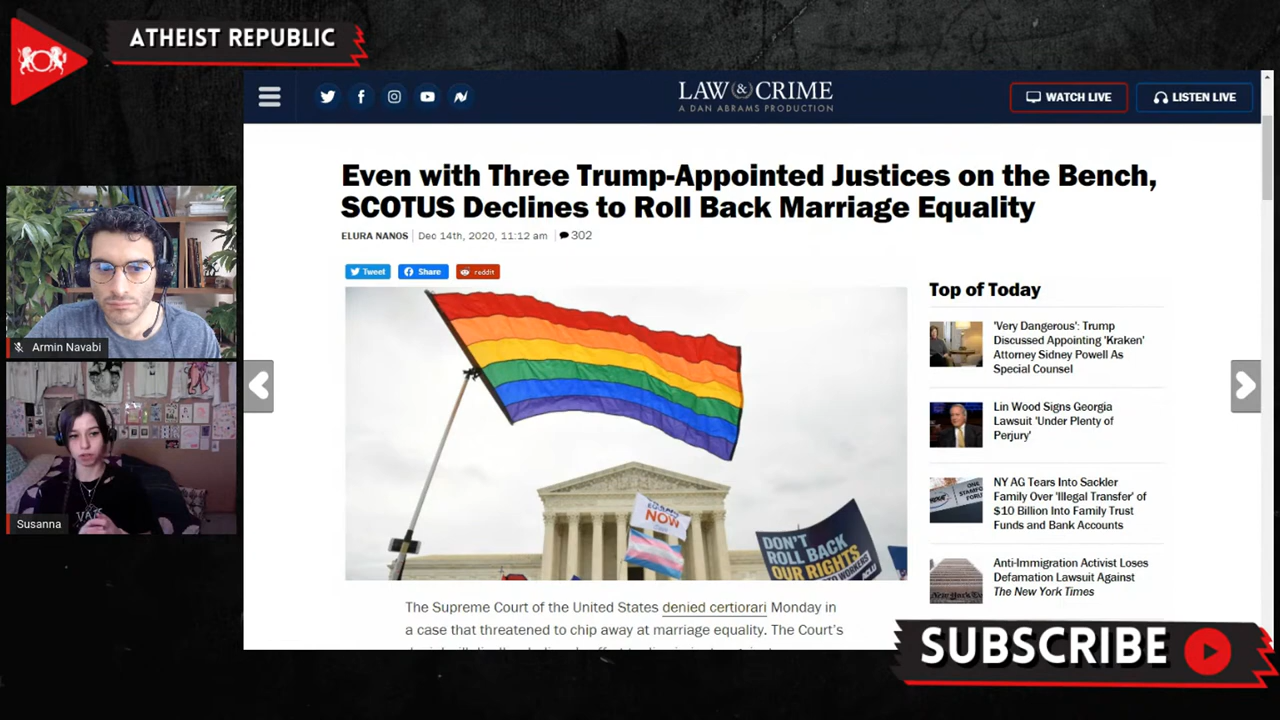 ATHEIST REPUBLIC
LAW & CRIME
A DAN ABRAMS PRODUCTION
WATCH LIVE
LISTEN LIVE
Even with Three Trump-Appointed Justices on the Bench,
SCOTUS Declines to Roll Back Marriage Equality
ELURA NANOS | Dec 14th, 2020, 11:12 am | 302
Tweet
Share
reddit
NOW
DON'T
ROLL BACK
OUR RIGHTS
The Supreme Court of the United States denied certiorari Monday in
a case that threatened to chip away at marriage equality. The Court's
Top of Today
'Very Dangerous': Trump
Discussed Appointing 'Kraken'
Attorney Sidney Powell As
Special Counsel
Lin Wood Signs Georgia
Lawsuit 'Under Plenty of
Perjury'
NY AG Tears Into Sackler
Family Over 'Illegal Transfer' of
$10 Billion Into Family Trust
Funds and Bank Accounts
Anti-Immigration Activist Loses
Defamation Lawsuit Against
The New York Times
Armin Navabi
Susanna
SUBSCRIBE